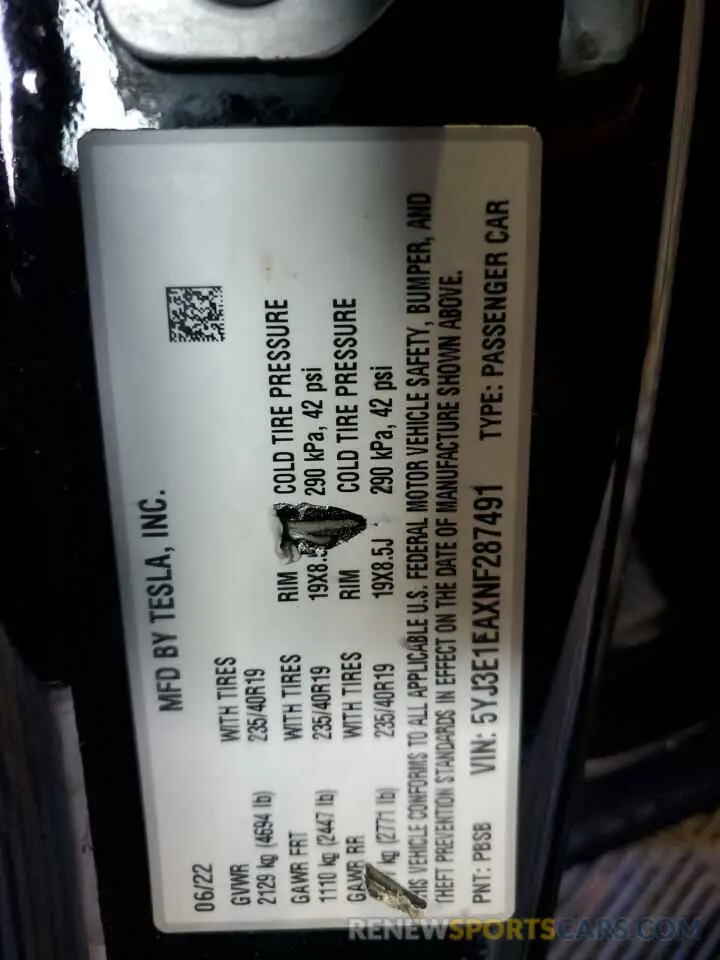 MFD BY TESLA, INC.
06/22
GVWR WITH TIRES
2129 kg (4694 lb) 235/40R19
GAWR FRT WITH TIRES RIM COLD TIRE PRESSURE
1110 kg (2447 lb) 235/40R19 19X8.5 290 kPa, 42 psi
GAWR RR WITH TIRES RIM COLD TIRE PRESSURE
kg (2771 lb) 235/40R19 19X8.5J 290 kPa, 42 psi
THIS VEHICLE CONFORMS TO ALL APPLICABLE U.S. FEDERAL MOTOR VEHICLE SAFETY, BUMPER, AND
THEFT PREVENTION STANDARDS IN EFFECT ON THE DATE OF MANUFACTURE SHOWN ABOVE.
PNT: PBSB VIN: 5YJ3E1EAXNF287491 TYPE: PASSENGER CAR
RENEWSPORTSCARS.COM